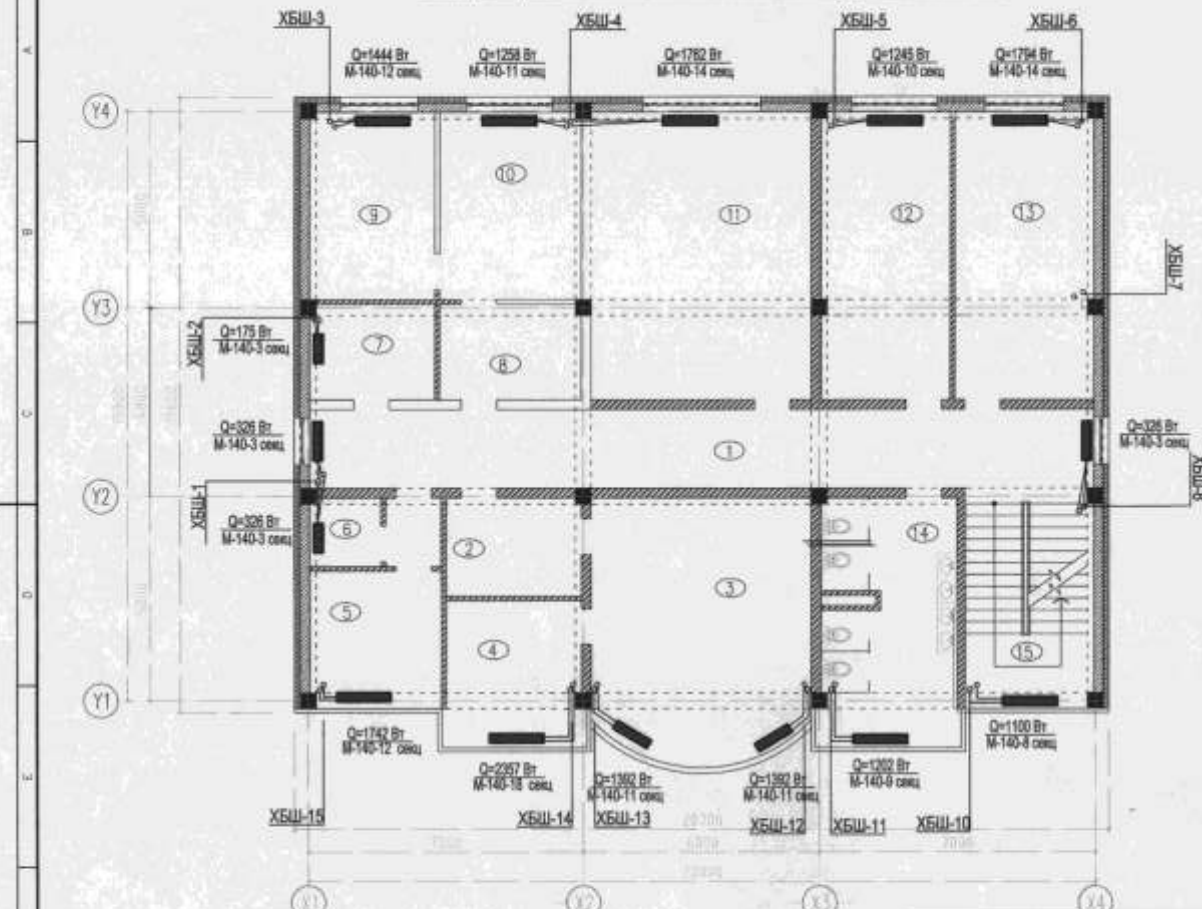 ХБШ-3
ХБШ-4
ХБШ-5
ХБШ-6
Q=1444 Вт
М-140-12 секц
Q=1258 Вт
М-140-11 секц
Q=1762 Вт
М-140-14 секц
Q=1245 Вт
М-140-10 секц
Q=1794 Вт
М-140-14 секц
Y4
10
9
11
12
13
ХБШ-7
Y3
ХБШ-2
Q=175 Вт
М-140-3 секц
7
8
Q=326 Вт
М-140-3 секц
1
Q=326 Вт
М-140-3 секц
Y2
ХБШ-1
ХБШ-8
Q=326 Вт
М-140-3 секц
6
2
14
3
5
4
15
Y1
Q=1742 Вт
М-140-12 секц
Q=2357 Вт
М-140-18 секц
Q=1392 Вт
М-140-11 секц
Q=1392 Вт
М-140-11 секц
Q=1202 Вт
М-140-9 секц
Q=1100 Вт
М-140-8 секц
ХБШ-15
ХБШ-14
ХБШ-13
ХБШ-12
ХБШ-11
ХБШ-10
X1
X2
X3
X4